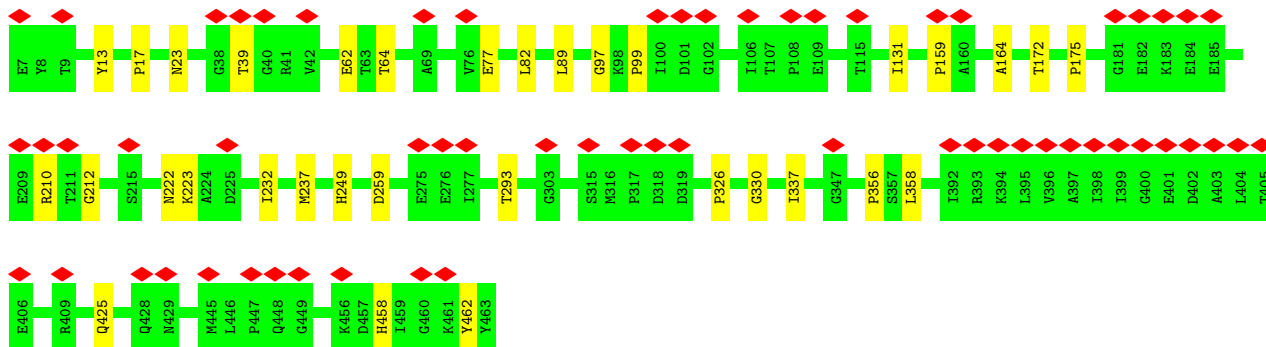 E7 Y8 T9 Y13 P17 N23 G38 T39 G40 R41 V42 E62 T63 T64 A69 V76 E77 L82 L89 G97 K98 P99 I100 D101 G102 I106 T107 P108 E109 T115 I131 P159 A160 A164 T172 P175 G181 E182 K183 E184 E185
E209 R210 T211 G212 S215 N222 K223 A224 D225 I232 M237 H249 D259 E275 E276 I277 T293 G303 S315 M316 P317 D318 D319 P326 G330 I337 G347 P356 S357 L358 I392 R393 K394 L395 V396 A397 I398 I399 G400 E401 D402 A403 L404 T405
E406 R409 Q425 Q428 N429 M445 L446 P447 Q448 G449 K456 D457 H458 I459 G460 K461 Y462 Y463